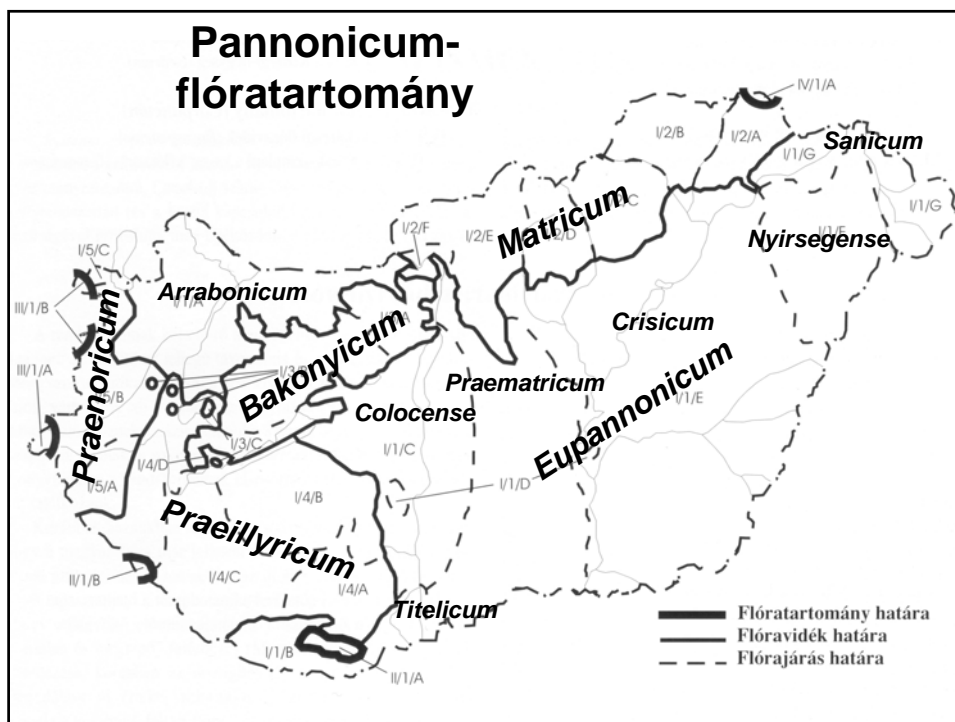 Pannonicum-
flóratartomány
IV/1/A
I/2/B
I/2/A
I/1/G
Sanicum
I/1/G
I/2/F
I/2/E
Matricum
I/2/D
Nyirsegense
I/5/C
Arrabonicum
I/1/A
III/1/B
Praenoricum
Bakonyicum
Crisicum
III/1/A
I/5/B
Praematricum
Colocense
Eupannonicum
I/1/E
I/3/C
I/4/D
I/1/C
I/1/D
I/5/A
I/4/B
Praeillyricum
II/1/B
I/4/C
I/4/A
Titelicum
I/1/B
II/1/A
Flóratartomány határa
Flóravidék határa
Flórajárás határa